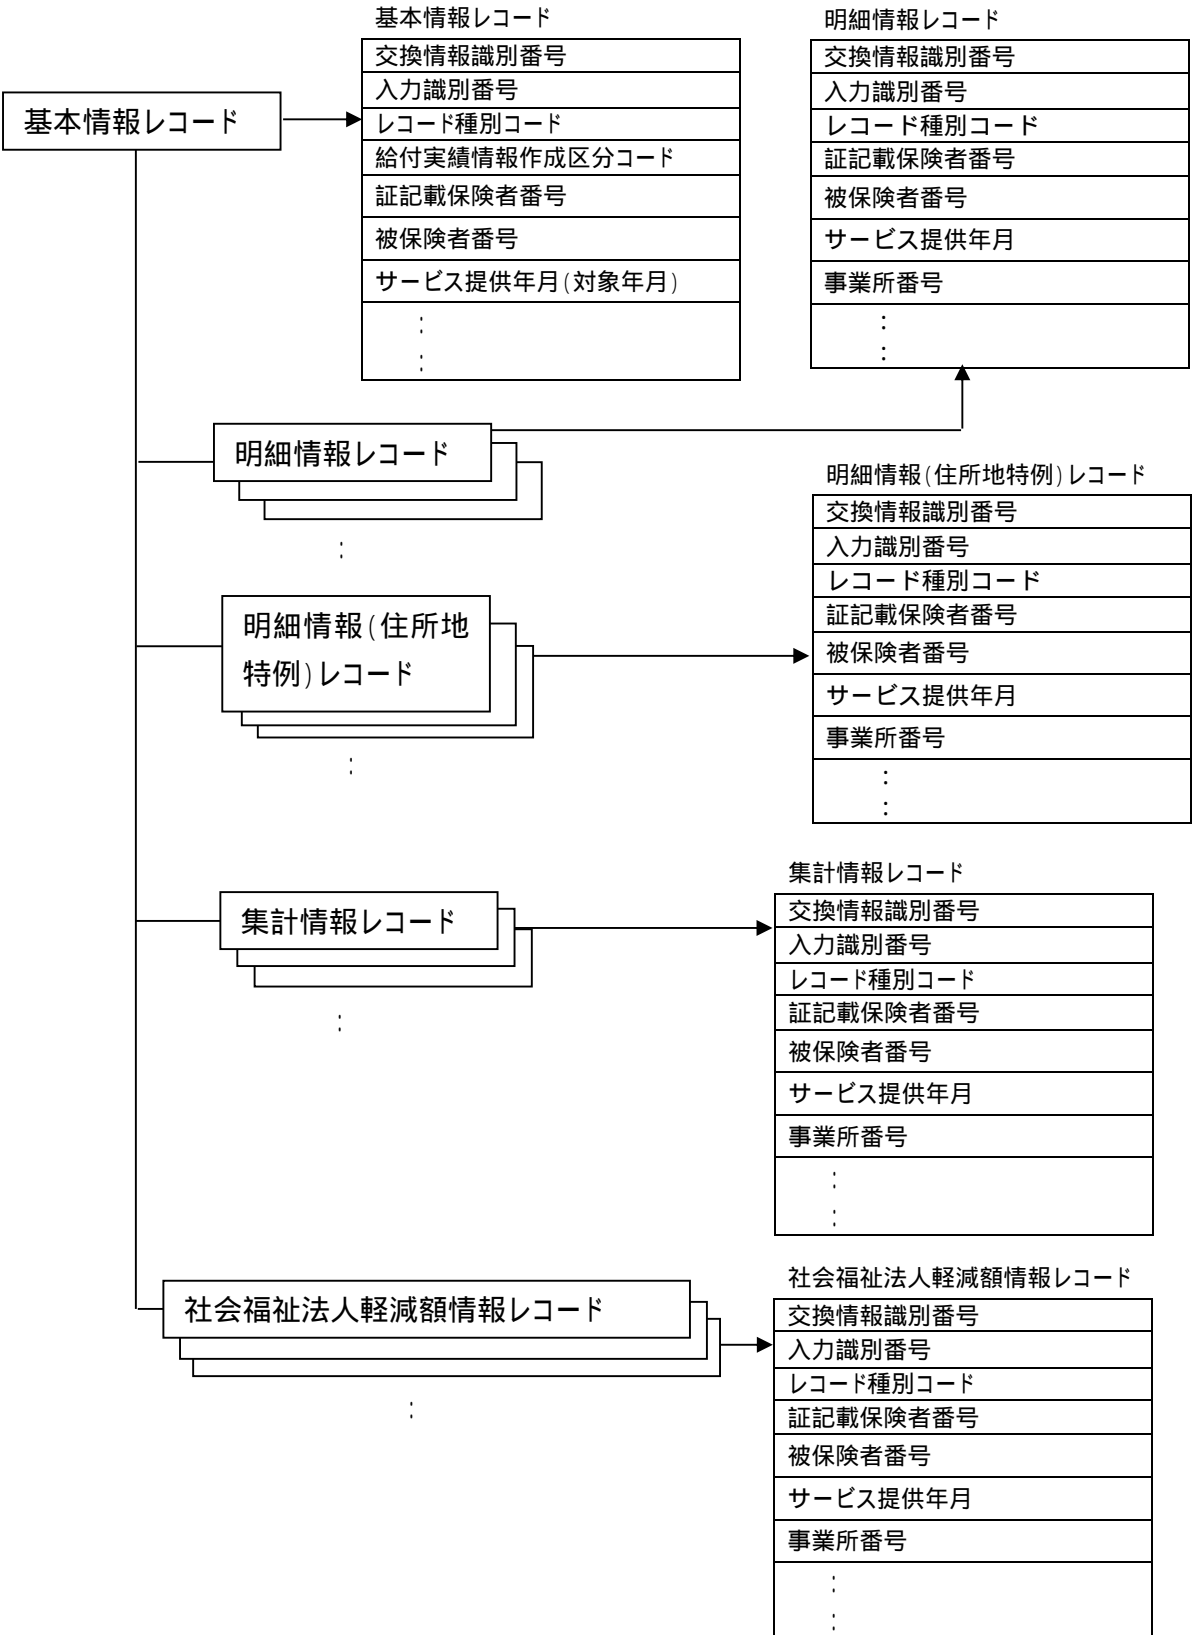 基本情報レコード
交換情報識別番号
入力識別番号
レコード種別コード
給付実績情報作成区分コード
証記載保険者番号
被保険者番号
サービス提供年月(対象年月)
:
:
明細情報レコード
交換情報識別番号
入力識別番号
レコード種別コード
証記載保険者番号
被保険者番号
サービス提供年月
事業所番号
:
:
基本情報レコード
明細情報レコード
:
明細情報(住所地特例)レコード
交換情報識別番号
入力識別番号
レコード種別コード
証記載保険者番号
被保険者番号
サービス提供年月
事業所番号
:
:
明細情報(住所地
特例)レコード
:
集計情報レコード
交換情報識別番号
入力識別番号
レコード種別コード
証記載保険者番号
被保険者番号
サービス提供年月
事業所番号
:
:
集計情報レコード
:
社会福祉法人軽減額情報レコード
交換情報識別番号
入力識別番号
レコード種別コード
証記載保険者番号
被保険者番号
サービス提供年月
事業所番号
:
:
社会福祉法人軽減額情報レコード
: